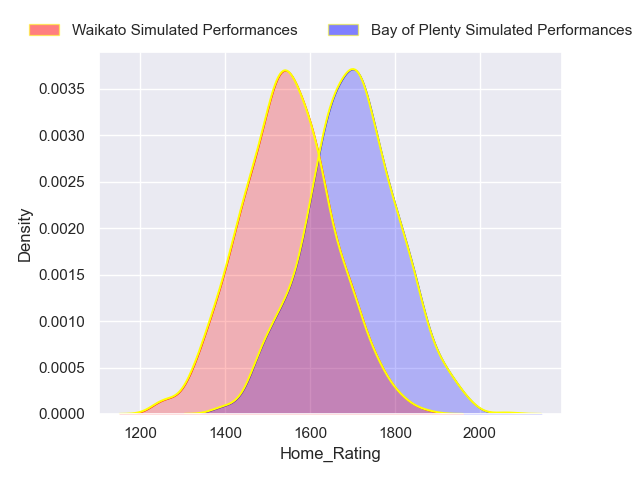 Waikato Simulated Performances
Bay of Plenty Simulated Performances
0.0035
0.0030
0.0025
0.0020
0.0015
0.0010
0.0005
0.0000
Density
1200 1400 1600 1800 2000
Home_Rating